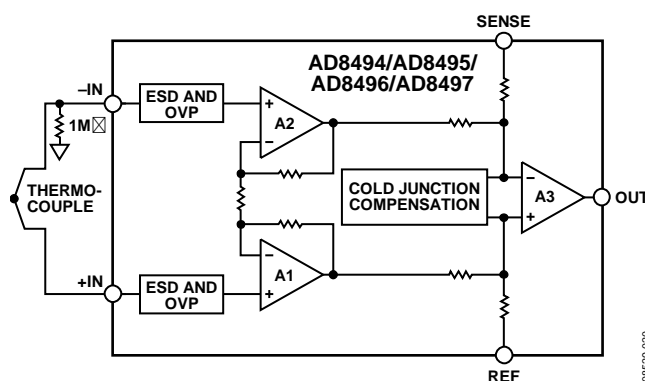 SENSE
AD8494/AD8495/
AD8496/AD8497
–IN
ESD AND
OVP
+
A2
–
1M
THERMO-
COUPLE
COLD JUNCTION
COMPENSATION
–
A3
+
OUT
–
A1
+
+IN
ESD AND
OVP
REF